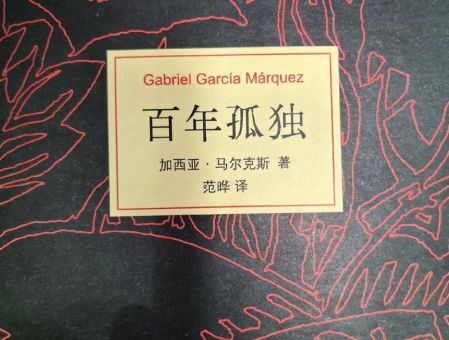 Gabriel García Márquez
百年孤独
加西亚·马尔克斯 著
范晔 译